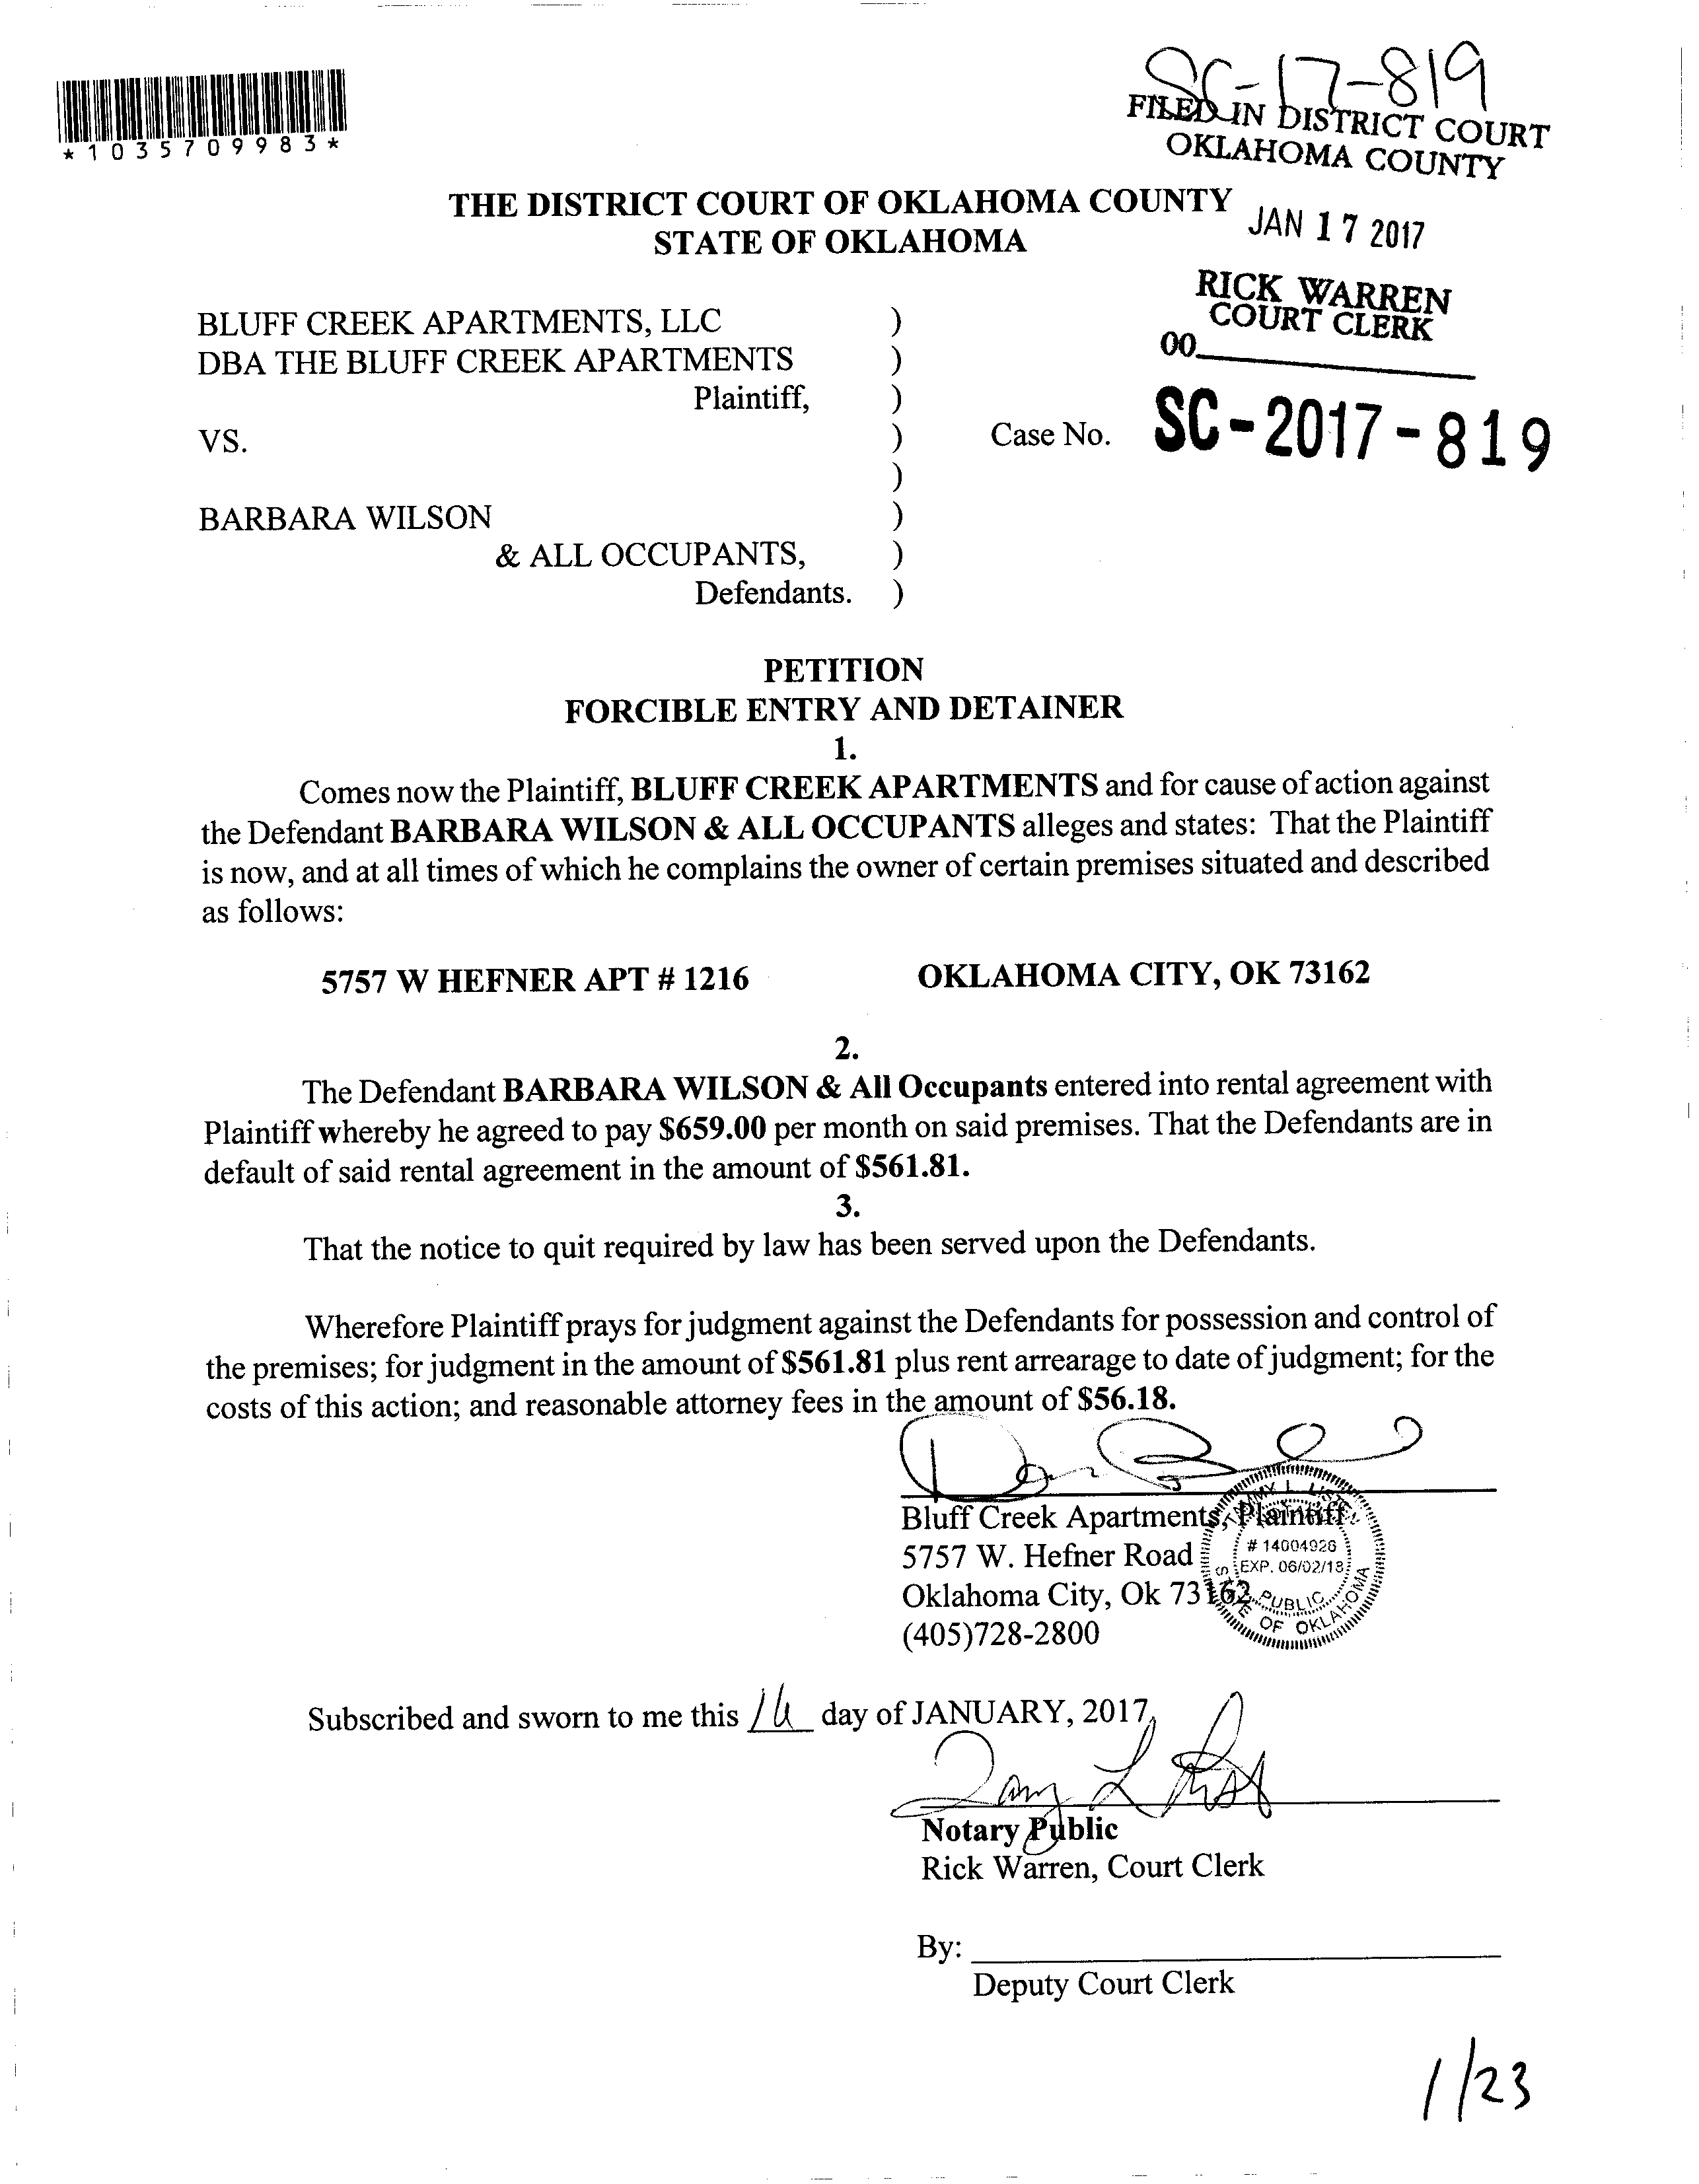 SC-17-819
FILED IN DISTRICT COURT
OKLAHOMA COUNTY
*1035709983*
THE DISTRICT COURT OF OKLAHOMA COUNTY
STATE OF OKLAHOMA
JAN 17 2017
RICK WARREN
COURT CLERK
00
BLUFF CREEK APARTMENTS, LLC )
DBA THE BLUFF CREEK APARTMENTS )
Plaintiff, )
VS. ) Case No. SC-2017-819
)
BARBARA WILSON )
& ALL OCCUPANTS, )
Defendants. )
PETITION
FORCIBLE ENTRY AND DETAINER
1.
Comes now the Plaintiff, BLUFF CREEK APARTMENTS and for cause of action against
the Defendant BARBARA WILSON & ALL OCCUPANTS alleges and states: That the Plaintiff
is now, and at all times of which he complains the owner of certain premises situated and described
as follows:
5757 W HEFNER APT # 1216 OKLAHOMA CITY, OK 73162
2.
The Defendant BARBARA WILSON & All Occupants entered into rental agreement with
Plaintiff whereby he agreed to pay $659.00 per month on said premises. That the Defendants are in
default of said rental agreement in the amount of $561.81.
3.
That the notice to quit required by law has been served upon the Defendants.
Wherefore Plaintiff prays for judgment against the Defendants for possession and control of
the premises; for judgment in the amount of $561.81 plus rent arrearage to date of judgment; for the
costs of this action; and reasonable attorney fees in the amount of $56.18.
Bluff Creek Apartments, Plaintiff
5757 W. Hefner Road
Oklahoma City, Ok 73162
(405)728-2800
TAMMY L.
# 14004926
EXP. 06/02/18
PUBLIC
STATE OF OKLAHOMA
Subscribed and sworn to me this 16 day of JANUARY, 2017.
Notary Public
Rick Warren, Court Clerk
By:
Deputy Court Clerk
1/23